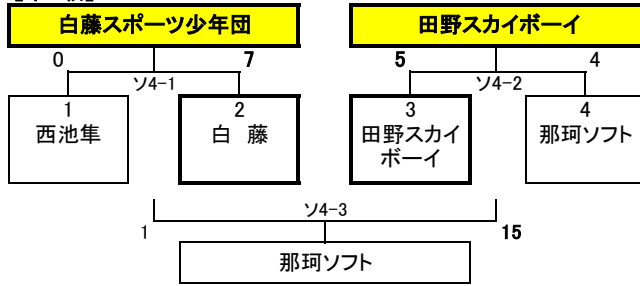 白藤スポーツ少年団 田野スカイボーイ
0 7 5 4
ソ4-1 ソ4-2
1 2 3 4
西池隼 白 藤 田野スカイ 那珂ソフト
ボーイ
ソ4-3
1 15
那珂ソフト